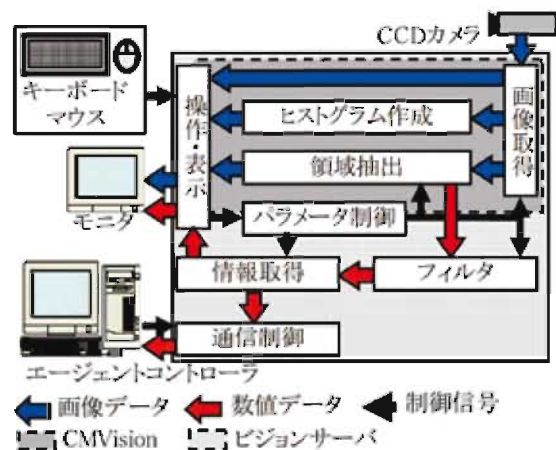 CCDカメラ
キーボード
マウス
操作・表示
画像取得
ヒストグラム作成
領域抽出
モニタ
パラメータ制御
情報取得
フィルタ
通信制御
エージェントコントローラ
画像データ
数値データ
制御信号
CMVision
ビジョンサーバ